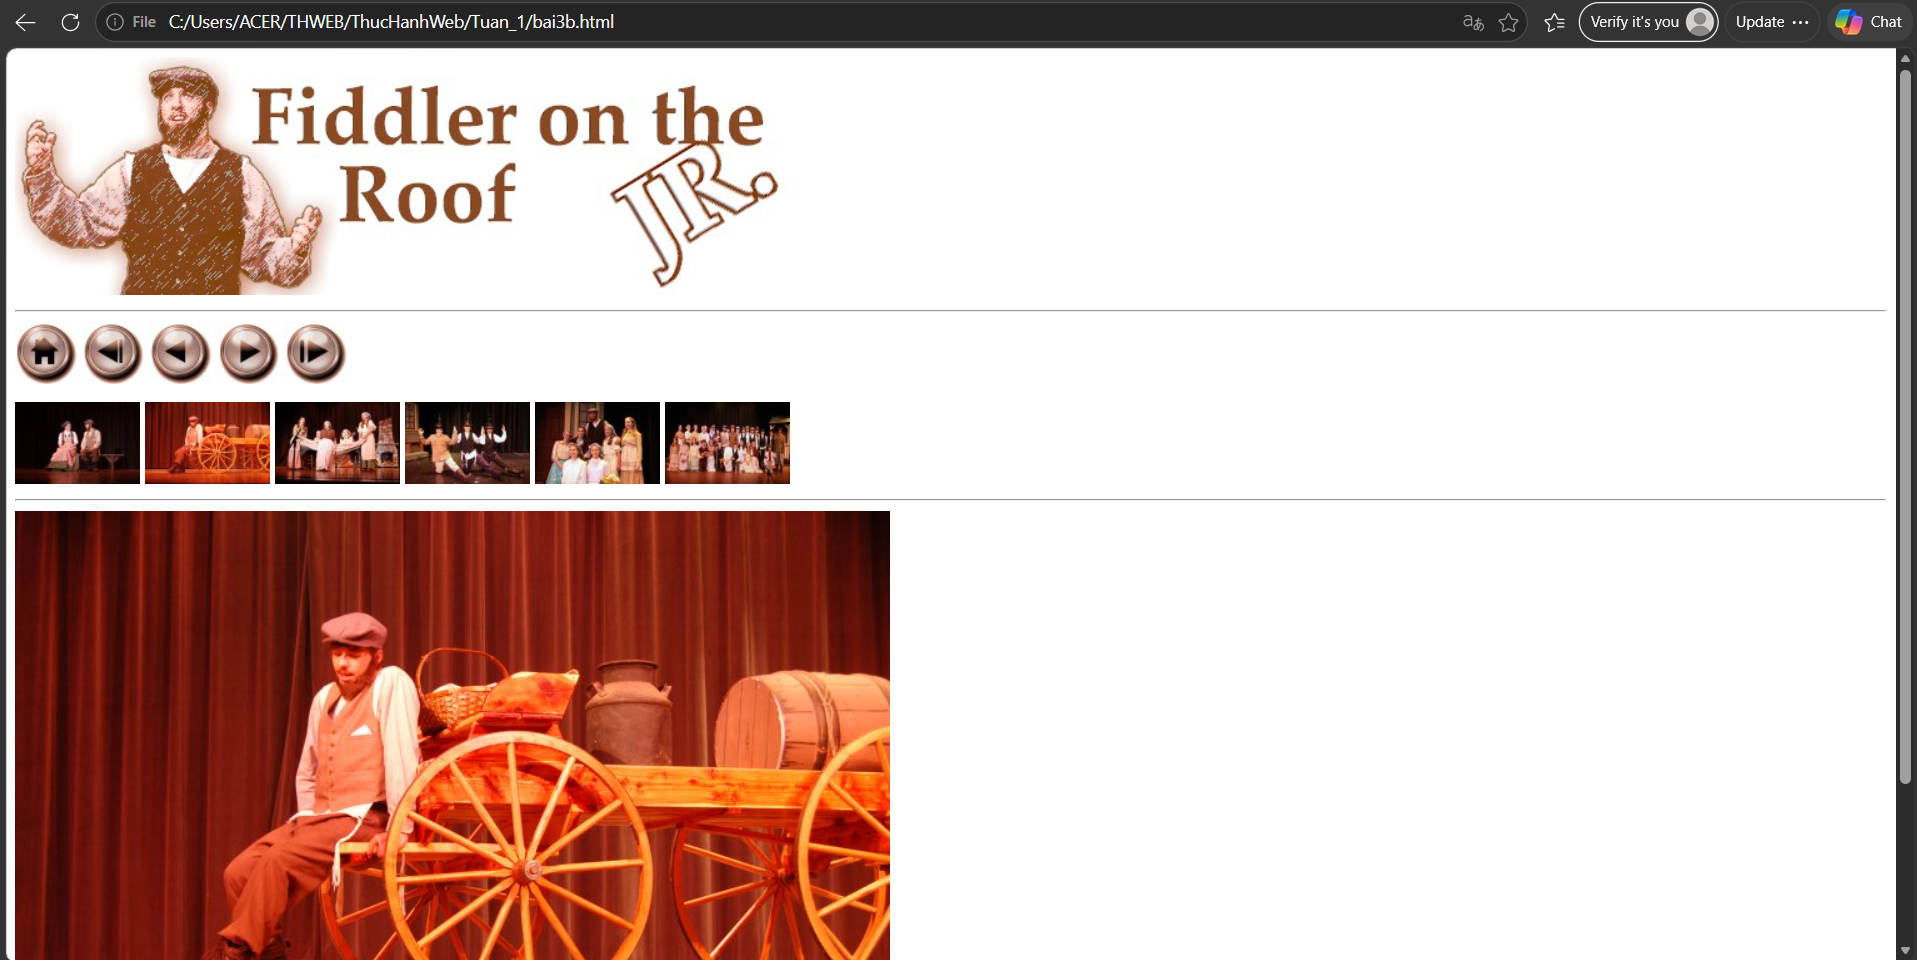 File C:/Users/ACER/THWEB/ThucHanhWeb/Tuan_1/bai3b.html
Verify it's you
Update
Chat
Fiddler on the
Roof
JR.